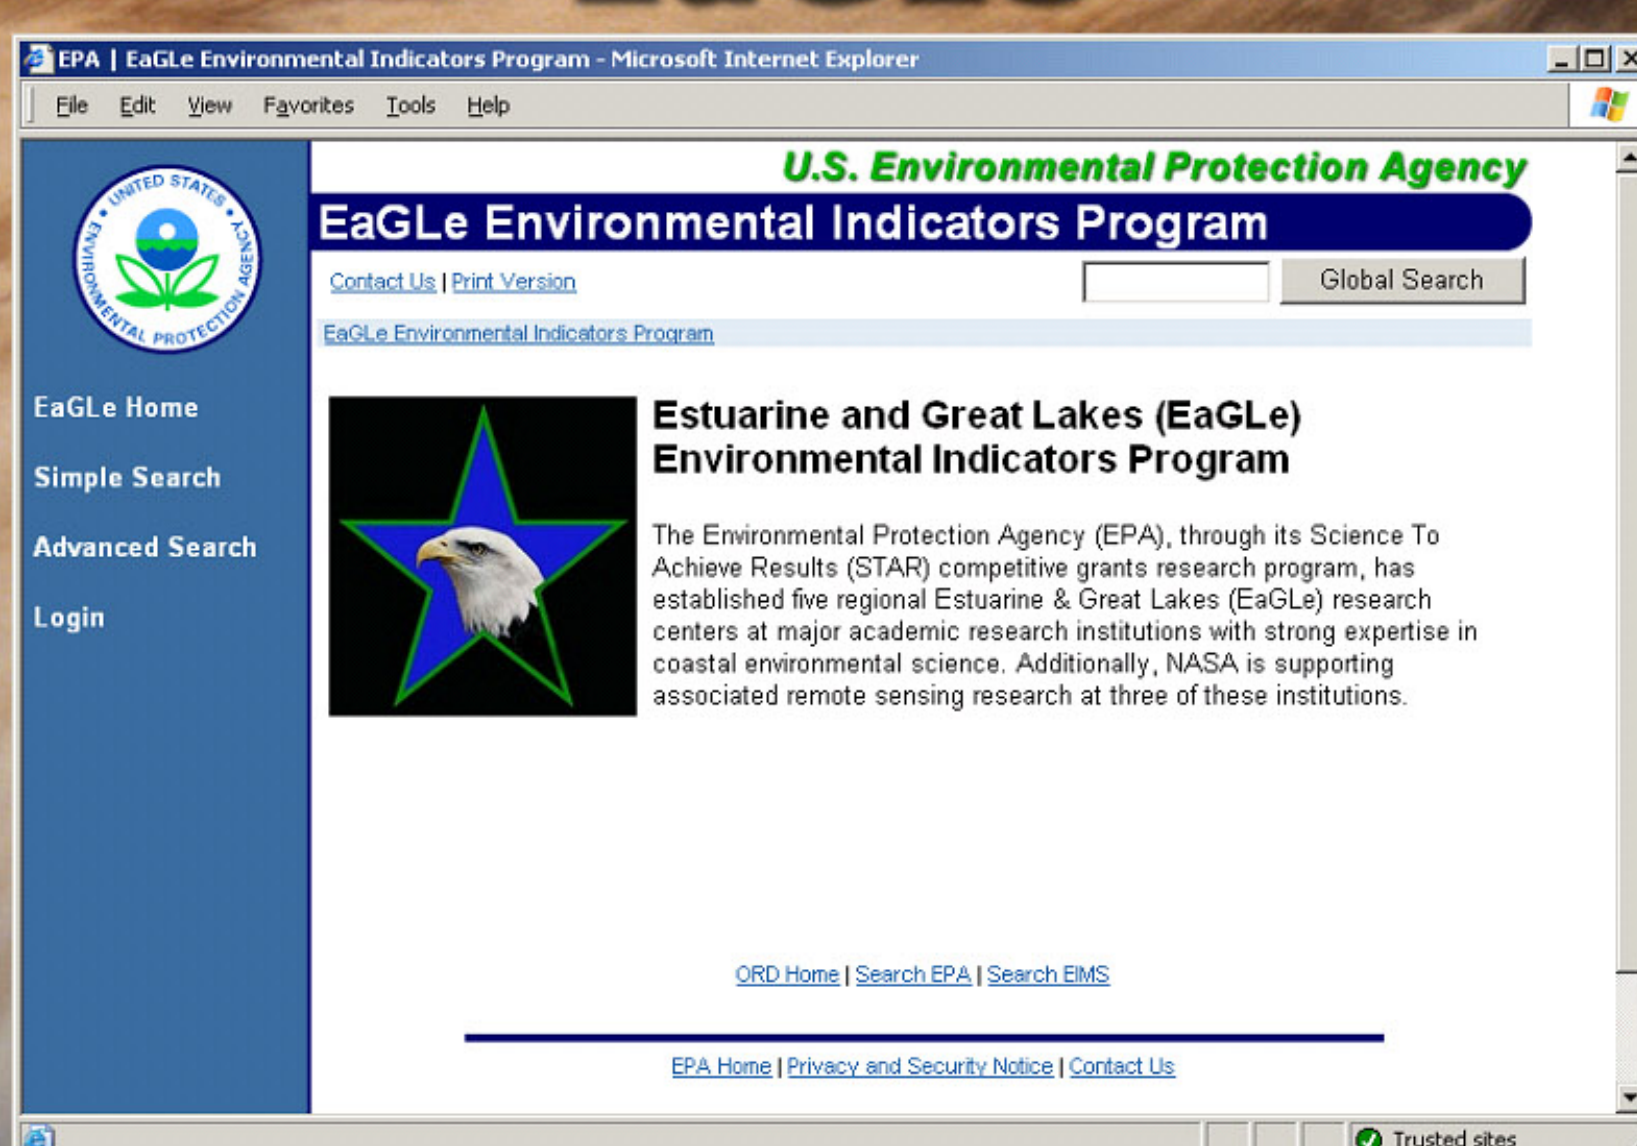 EPA | EaGLe Environmental Indicators Program - Microsoft Internet Explorer
File Edit View Favorites Tools Help
UNITED STATES • ENVIRONMENTAL PROTECTION AGENCY •
U.S. Environmental Protection Agency
EaGLe Environmental Indicators Program
Contact Us | Print Version
Global Search
EaGLe Environmental Indicators Program
EaGLe Home
Simple Search
Advanced Search
Login
Estuarine and Great Lakes (EaGLe)
Environmental Indicators Program
The Environmental Protection Agency (EPA), through its Science To
Achieve Results (STAR) competitive grants research program, has
established five regional Estuarine & Great Lakes (EaGLe) research
centers at major academic research institutions with strong expertise in
coastal environmental science. Additionally, NASA is supporting
associated remote sensing research at three of these institutions.
ORD Home | Search EPA | Search EIMS
EPA Home | Privacy and Security Notice | Contact Us
Trusted sites